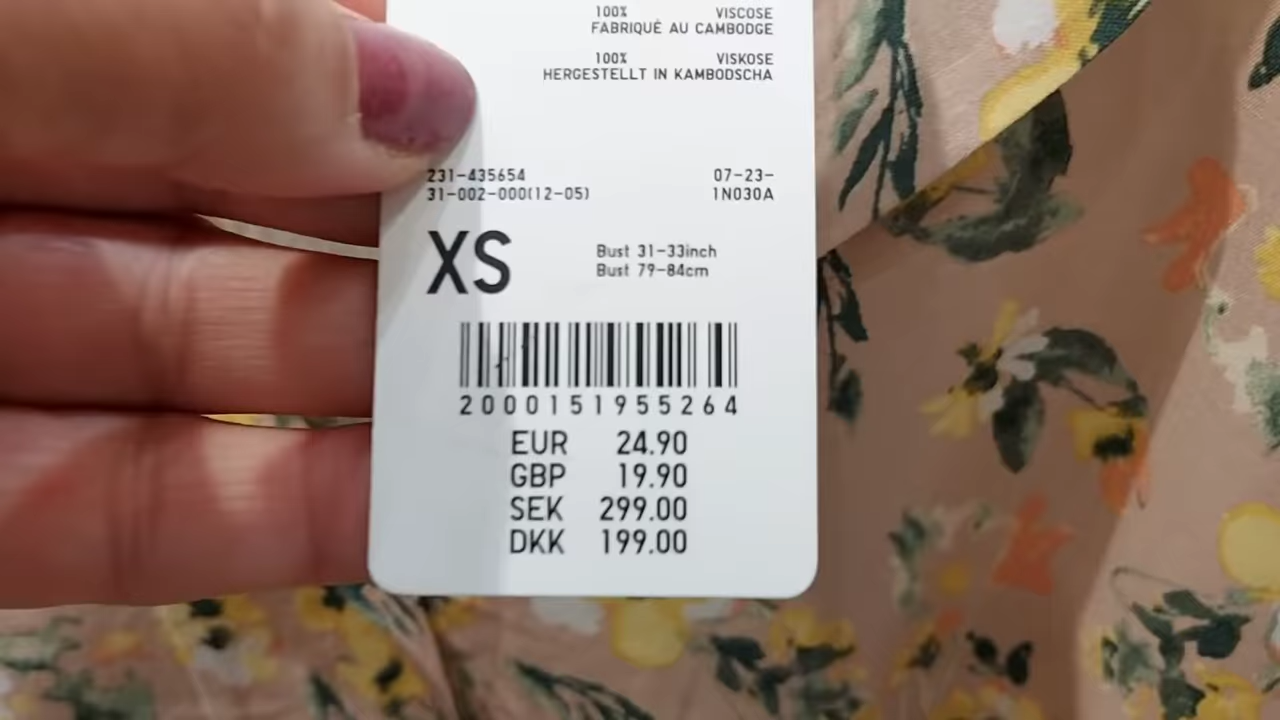 100% VISCOSE
FABRIQUÉ AU CAMBODGE
100% VISKOSE
HERGESTELLT IN KAMBODSCHA
231-435654 07-23-
31-002-000(12-05) 1N030A
XS Bust 31-33inch
Bust 79-84cm
2000151955264
EUR 24.90
GBP 19.90
SEK 299.00
DKK 199.00